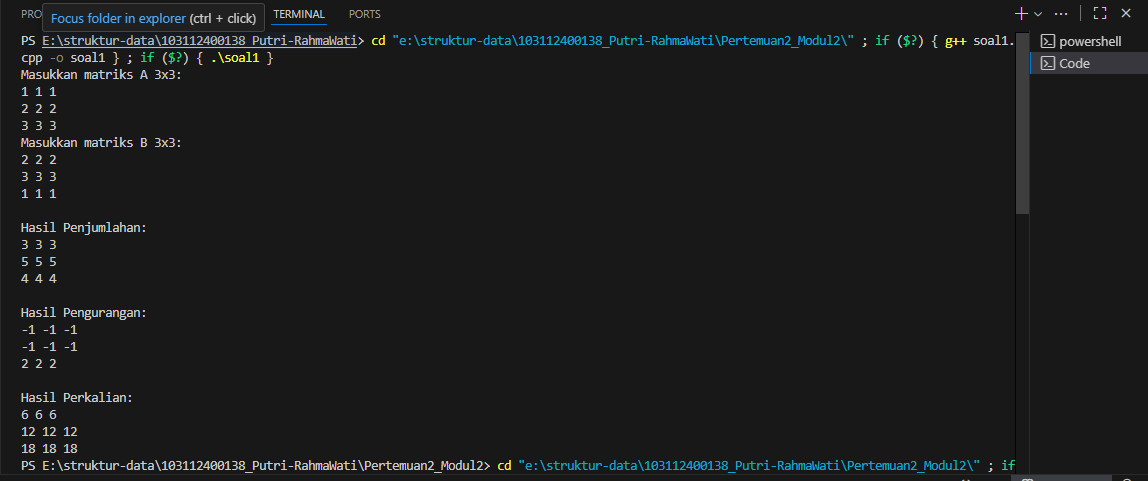 PRO
Focus folder in explorer (ctrl + click)
TERMINAL
PORTS
powershell
Code
PS E:\struktur-data\103112400138_Putri-RahmaWati> cd "e:\struktur-data\103112400138_Putri-RahmaWati\Pertemuan2_Modul2\" ; if ($?) { g++ soal1.
cpp -o soal1 } ; if ($?) { .\soal1 }
Masukkan matriks A 3x3:
1 1 1
2 2 2
3 3 3
Masukkan matriks B 3x3:
2 2 2
3 3 3
1 1 1
Hasil Penjumlahan:
3 3 3
5 5 5
4 4 4
Hasil Pengurangan:
-1 -1 -1
-1 -1 -1
2 2 2
Hasil Perkalian:
6 6 6
12 12 12
18 18 18
PS E:\struktur-data\103112400138_Putri-RahmaWati\Pertemuan2_Modul2> cd "e:\struktur-data\103112400138_Putri-RahmaWati\Pertemuan2_Modul2\" ; if